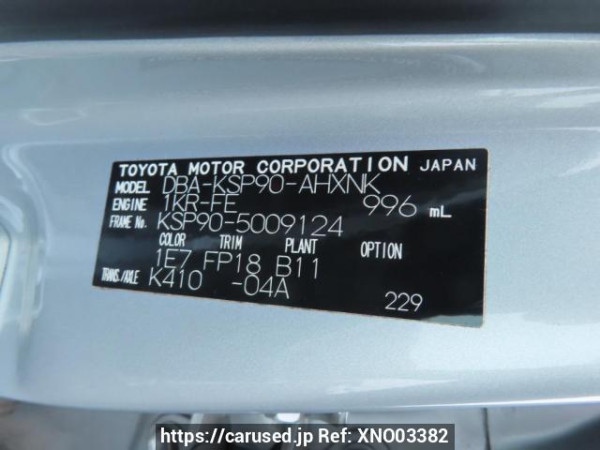 TOYOTA MOTOR CORPORATION JAPAN
MODEL DBA-KSP90-AHXNK
ENGINE 1KR-FE 996 mL
FRAME No. KSP90-5009124
COLOR TRIM PLANT OPTION
1E7 FP18 B11
TRANS./AXLE K410 -04A
229
https://carused.jp Ref: XNO03382